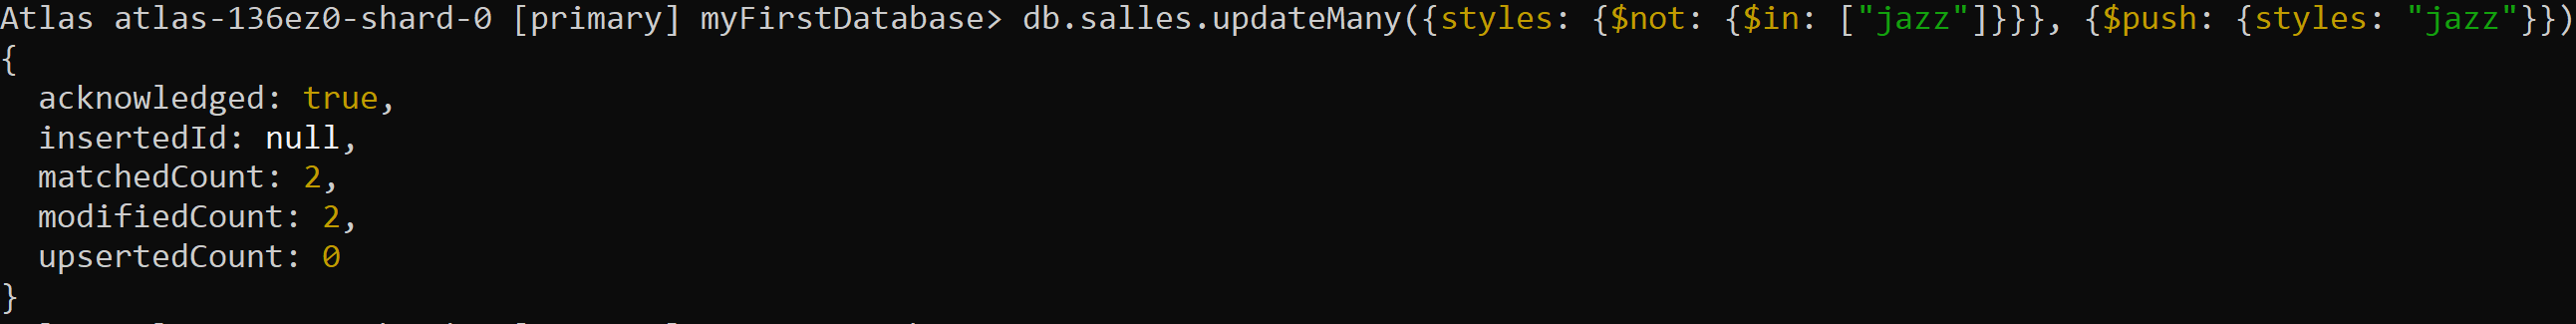 Atlas atlas-136ez0-shard-0 [primary] myFirstDatabase> db.salles.updateMany({styles: {$not: {$in: ["jazz"]}}}, {$push: {styles: "jazz"}})
{
  acknowledged: true,
  insertedId: null,
  matchedCount: 2,
  modifiedCount: 2,
  upsertedCount: 0
}